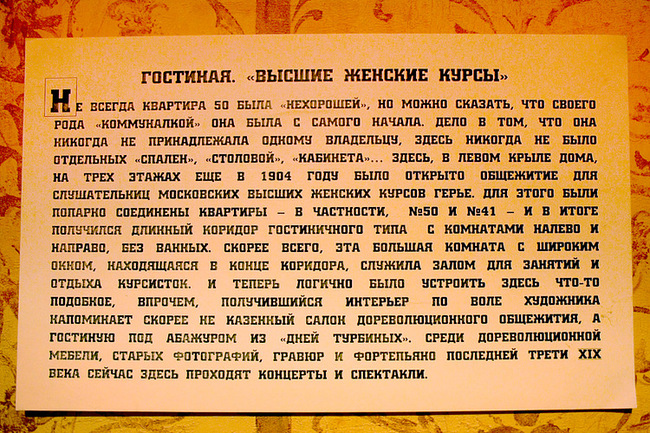 ГОСТИНАЯ. «ВЫСШИЕ ЖЕНСКИЕ КУРСЫ»
НЕ ВСЕГДА КВАРТИРА 50 БЫЛА «НЕХОРОШЕЙ», НО МОЖНО СКАЗАТЬ, ЧТО СВОЕГО
РОДА «КОММУНАЛКОЙ» ОНА БЫЛА С САМОГО НАЧАЛА. ДЕЛО В ТОМ, ЧТО ОНА
НИКОГДА НЕ ПРИНАДЛЕЖАЛА ОДНОМУ ВЛАДЕЛЬЦУ, ЗДЕСЬ НИКОГДА НЕ БЫЛО
ОТДЕЛЬНЫХ «СПАЛЕН», «СТОЛОВОЙ», «КАБИНЕТА»... ЗДЕСЬ, В ЛЕВОМ КРЫЛЕ ДОМА,
НА ТРЕХ ЭТАЖАХ ЕЩЕ В 1904 ГОДУ БЫЛО ОТКРЫТО ОБЩЕЖИТИЕ ДЛЯ
СЛУШАТЕЛЬНИЦ МОСКОВСКИХ ВЫСШИХ ЖЕНСКИХ КУРСОВ ГЕРЬЕ. ДЛЯ ЭТОГО БЫЛИ
ПОПАРНО СОЕДИНЕНЫ КВАРТИРЫ – В ЧАСТНОСТИ, №50 И №41 – И В ИТОГЕ
ПОЛУЧИЛСЯ ДЛИННЫЙ КОРИДОР ГОСТИНИЧНОГО ТИПА С КОМНАТАМИ НАЛЕВО И
НАПРАВО, БЕЗ ВАННЫХ. СКОРЕЕ ВСЕГО, ЭТА БОЛЬШАЯ КОМНАТА С ШИРОКИМ
ОКНОМ, НАХОДЯЩАЯСЯ В КОНЦЕ КОРИДОРА, СЛУЖИЛА ЗАЛОМ ДЛЯ ЗАНЯТИЙ И
ОТДЫХА КУРСИСТОК. И ТЕПЕРЬ ЛОГИЧНО БЫЛО УСТРОИТЬ ЗДЕСЬ ЧТО-ТО
ПОДОБНОЕ, ВПРОЧЕМ, ПОЛУЧИВШИЙСЯ ИНТЕРЬЕР ПО ВОЛЕ ХУДОЖНИКА
НАПОМИНАЕТ СКОРЕЕ НЕ КАЗЕННЫЙ САЛОН ДОРЕВОЛЮЦИОННОГО ОБЩЕЖИТИЯ, А
ГОСТИНУЮ ПОД АБАЖУРОМ ИЗ «ДНЕЙ ТУРБИНЫХ». СРЕДИ ДОРЕВОЛЮЦИОННОЙ
МЕБЕЛИ, СТАРЫХ ФОТОГРАФИЙ, ГРАВЮР И ФОРТЕПЬЯНО ПОСЛЕДНЕЙ ТРЕТИ XIX
ВЕКА СЕЙЧАС ЗДЕСЬ ПРОХОДЯТ КОНЦЕРТЫ И СПЕКТАКЛИ.